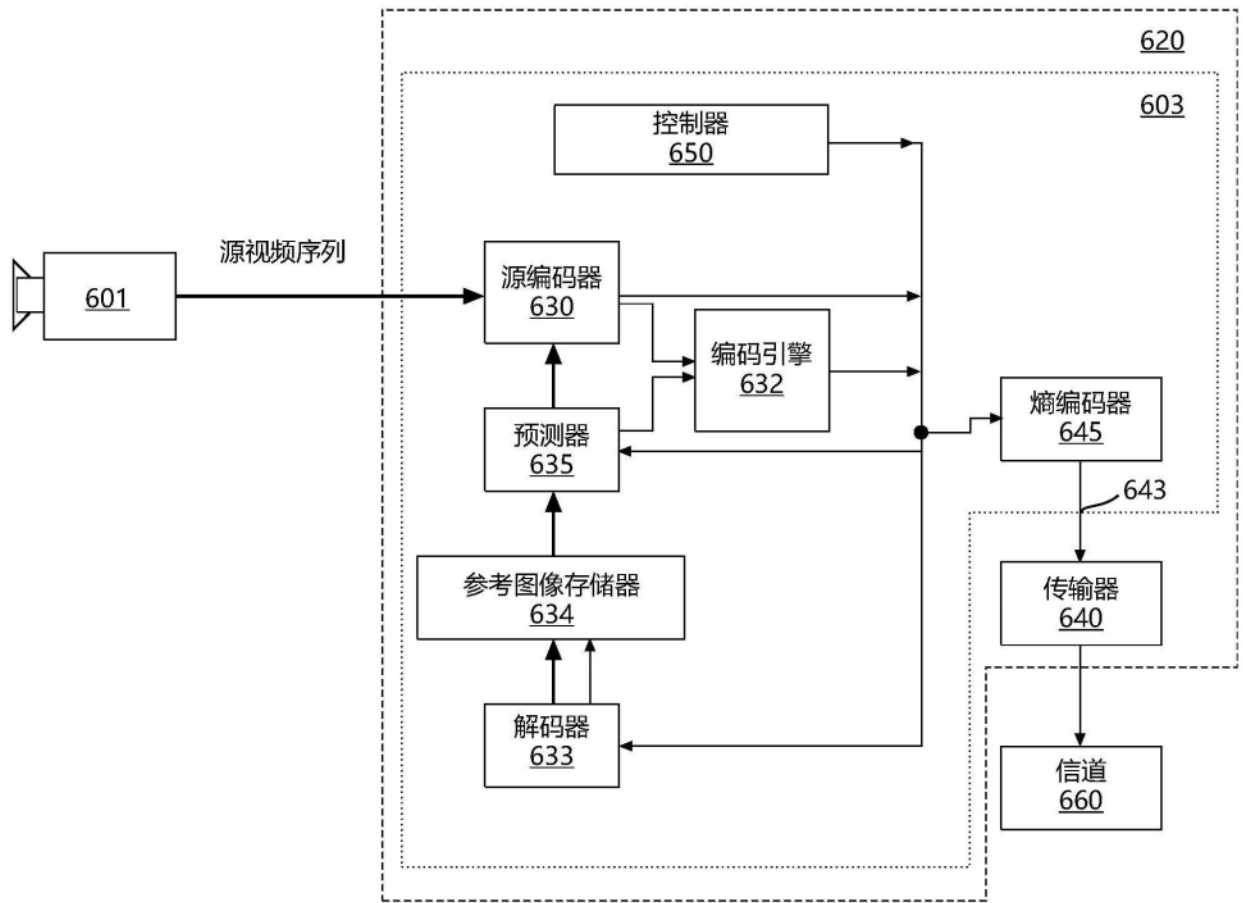 620
603
控制器
650
源视频序列
601
源编码器
630
编码引擎
632
熵编码器
645
预测器
635
643
参考图像存储器
634
传输器
640
解码器
633
信道
660